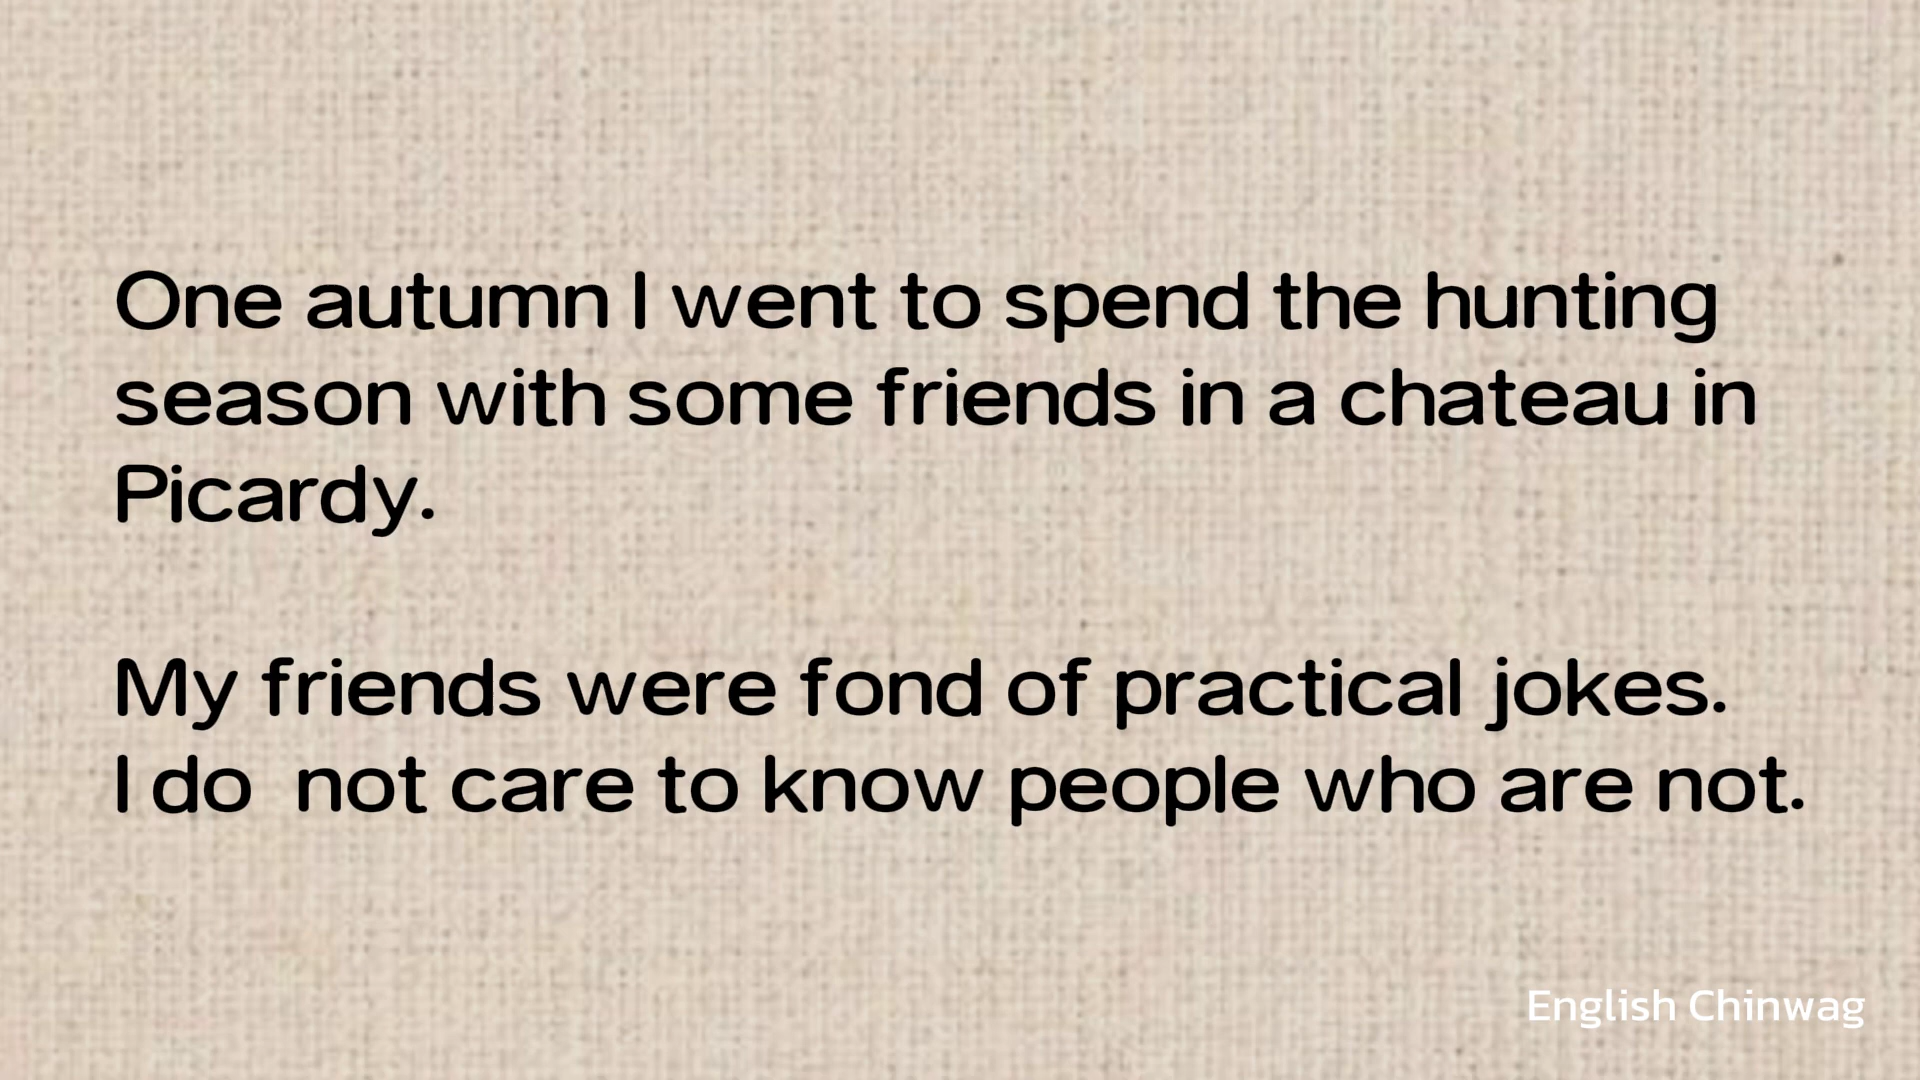 One autumn I went to spend the hunting
season with some friends in a chateau in
Picardy.
My friends were fond of practical jokes.
I do  not care to know people who are not.
English Chinwag